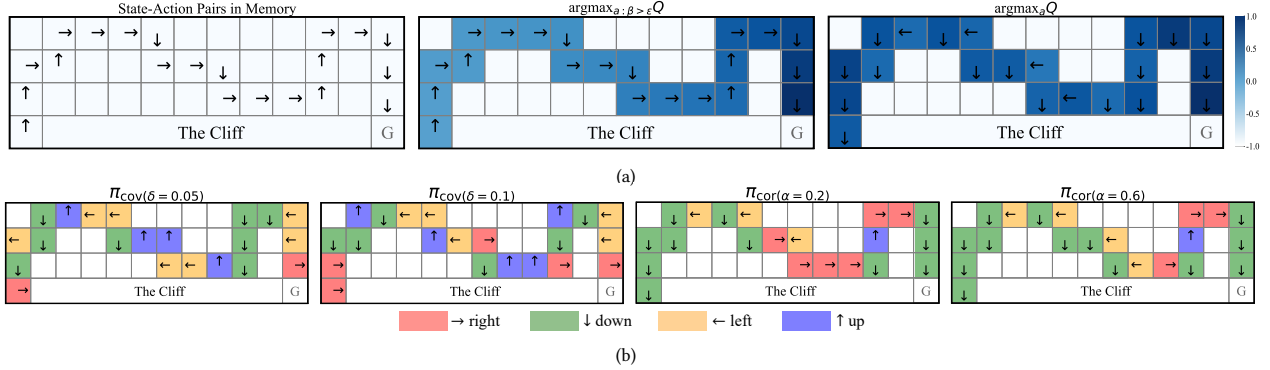 State-Action Pairs in Memory
argmax_{a : β>ε}Q
argmax_aQ
The Cliff
G
The Cliff
G
The Cliff
G
1.0
0.5
0.0
-0.5
-1.0
(a)
π_{cov(δ = 0.05)}
π_{cov(δ = 0.1)}
π_{cor(α = 0.2)}
π_{cor(α = 0.6)}
The Cliff
G
The Cliff
G
The Cliff
G
The Cliff
G
→ right
↓ down
← left
↑ up
(b)